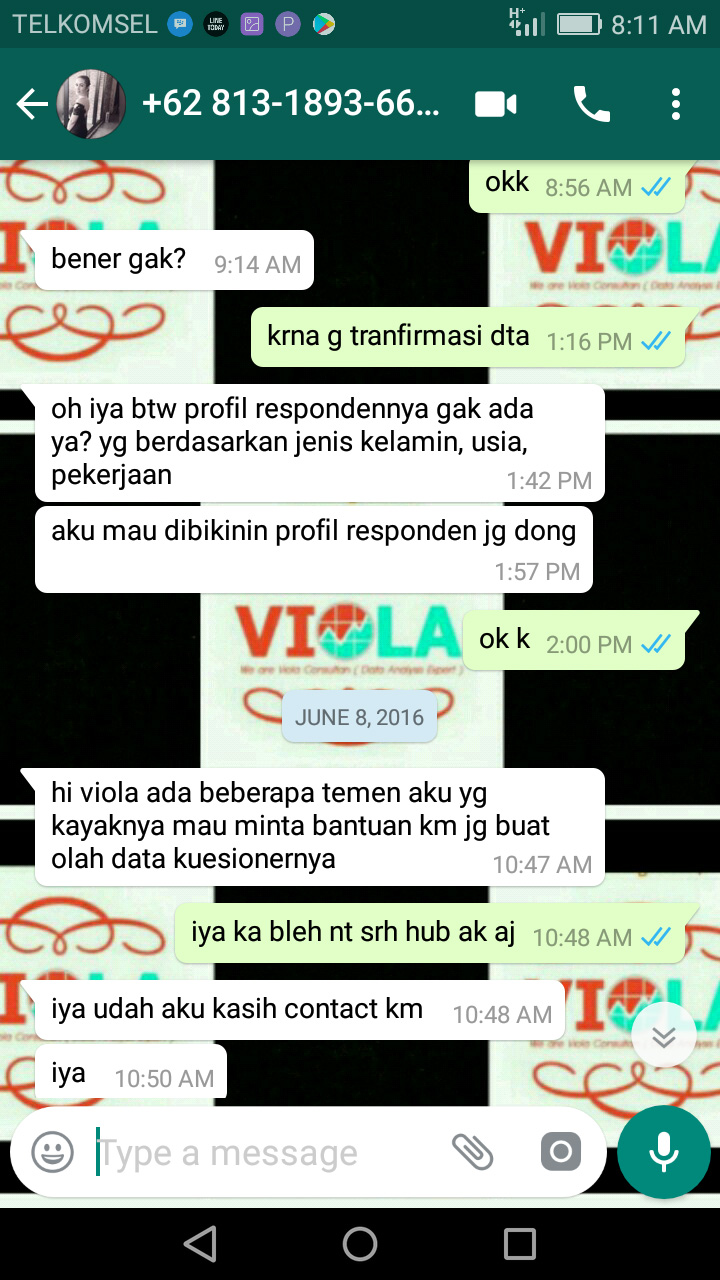 TELKOMSEL
LINE TODAY
P
H+
8:11 AM
+62 813-1893-66...
okk 8:56 AM
bener gak? 9:14 AM
VIOLA
krna g tranfirmasi dta 1:16 PM
oh iya btw profil respondennya gak ada
ya? yg berdasarkan jenis kelamin, usia,
pekerjaan 1:42 PM
aku mau dibikinin profil responden jg dong
1:57 PM
VIOLA
We are Viola Consultan ( Data Analysis Expert )
ok k 2:00 PM
JUNE 8, 2016
hi viola ada beberapa temen aku yg
kayaknya mau minta bantuan km jg buat
olah data kuesionernya 10:47 AM
iya ka bleh nt srh hub ak aj 10:48 AM
iya udah aku kasih contact km 10:48 AM
iya 10:50 AM
Type a message